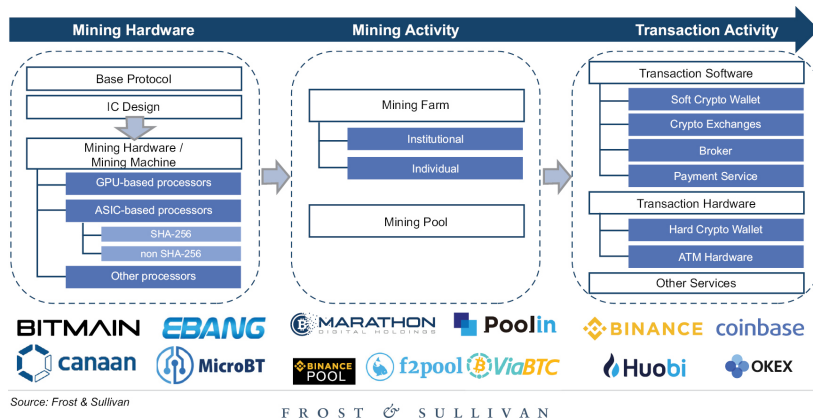 Mining Hardware
Mining Activity
Transaction Activity
Base Protocol
IC Design
Mining Hardware /
Mining Machine
GPU-based processors
ASIC-based processors
SHA-256
non SHA-256
Other processors
Mining Farm
Institutional
Individual
Mining Pool
Transaction Software
Soft Crypto Wallet
Crypto Exchanges
Broker
Payment Service
Transaction Hardware
Hard Crypto Wallet
ATM Hardware
Other Services
BITMAIN
EBANG
canaan
MicroBT
MARATHON
DIGITAL HOLDINGS
Poolin
BINANCE
POOL
f2pool
ViaBTC
BINANCE
coinbase
Huobi
OKEX
Source: Frost & Sullivan
FROST & SULLIVAN